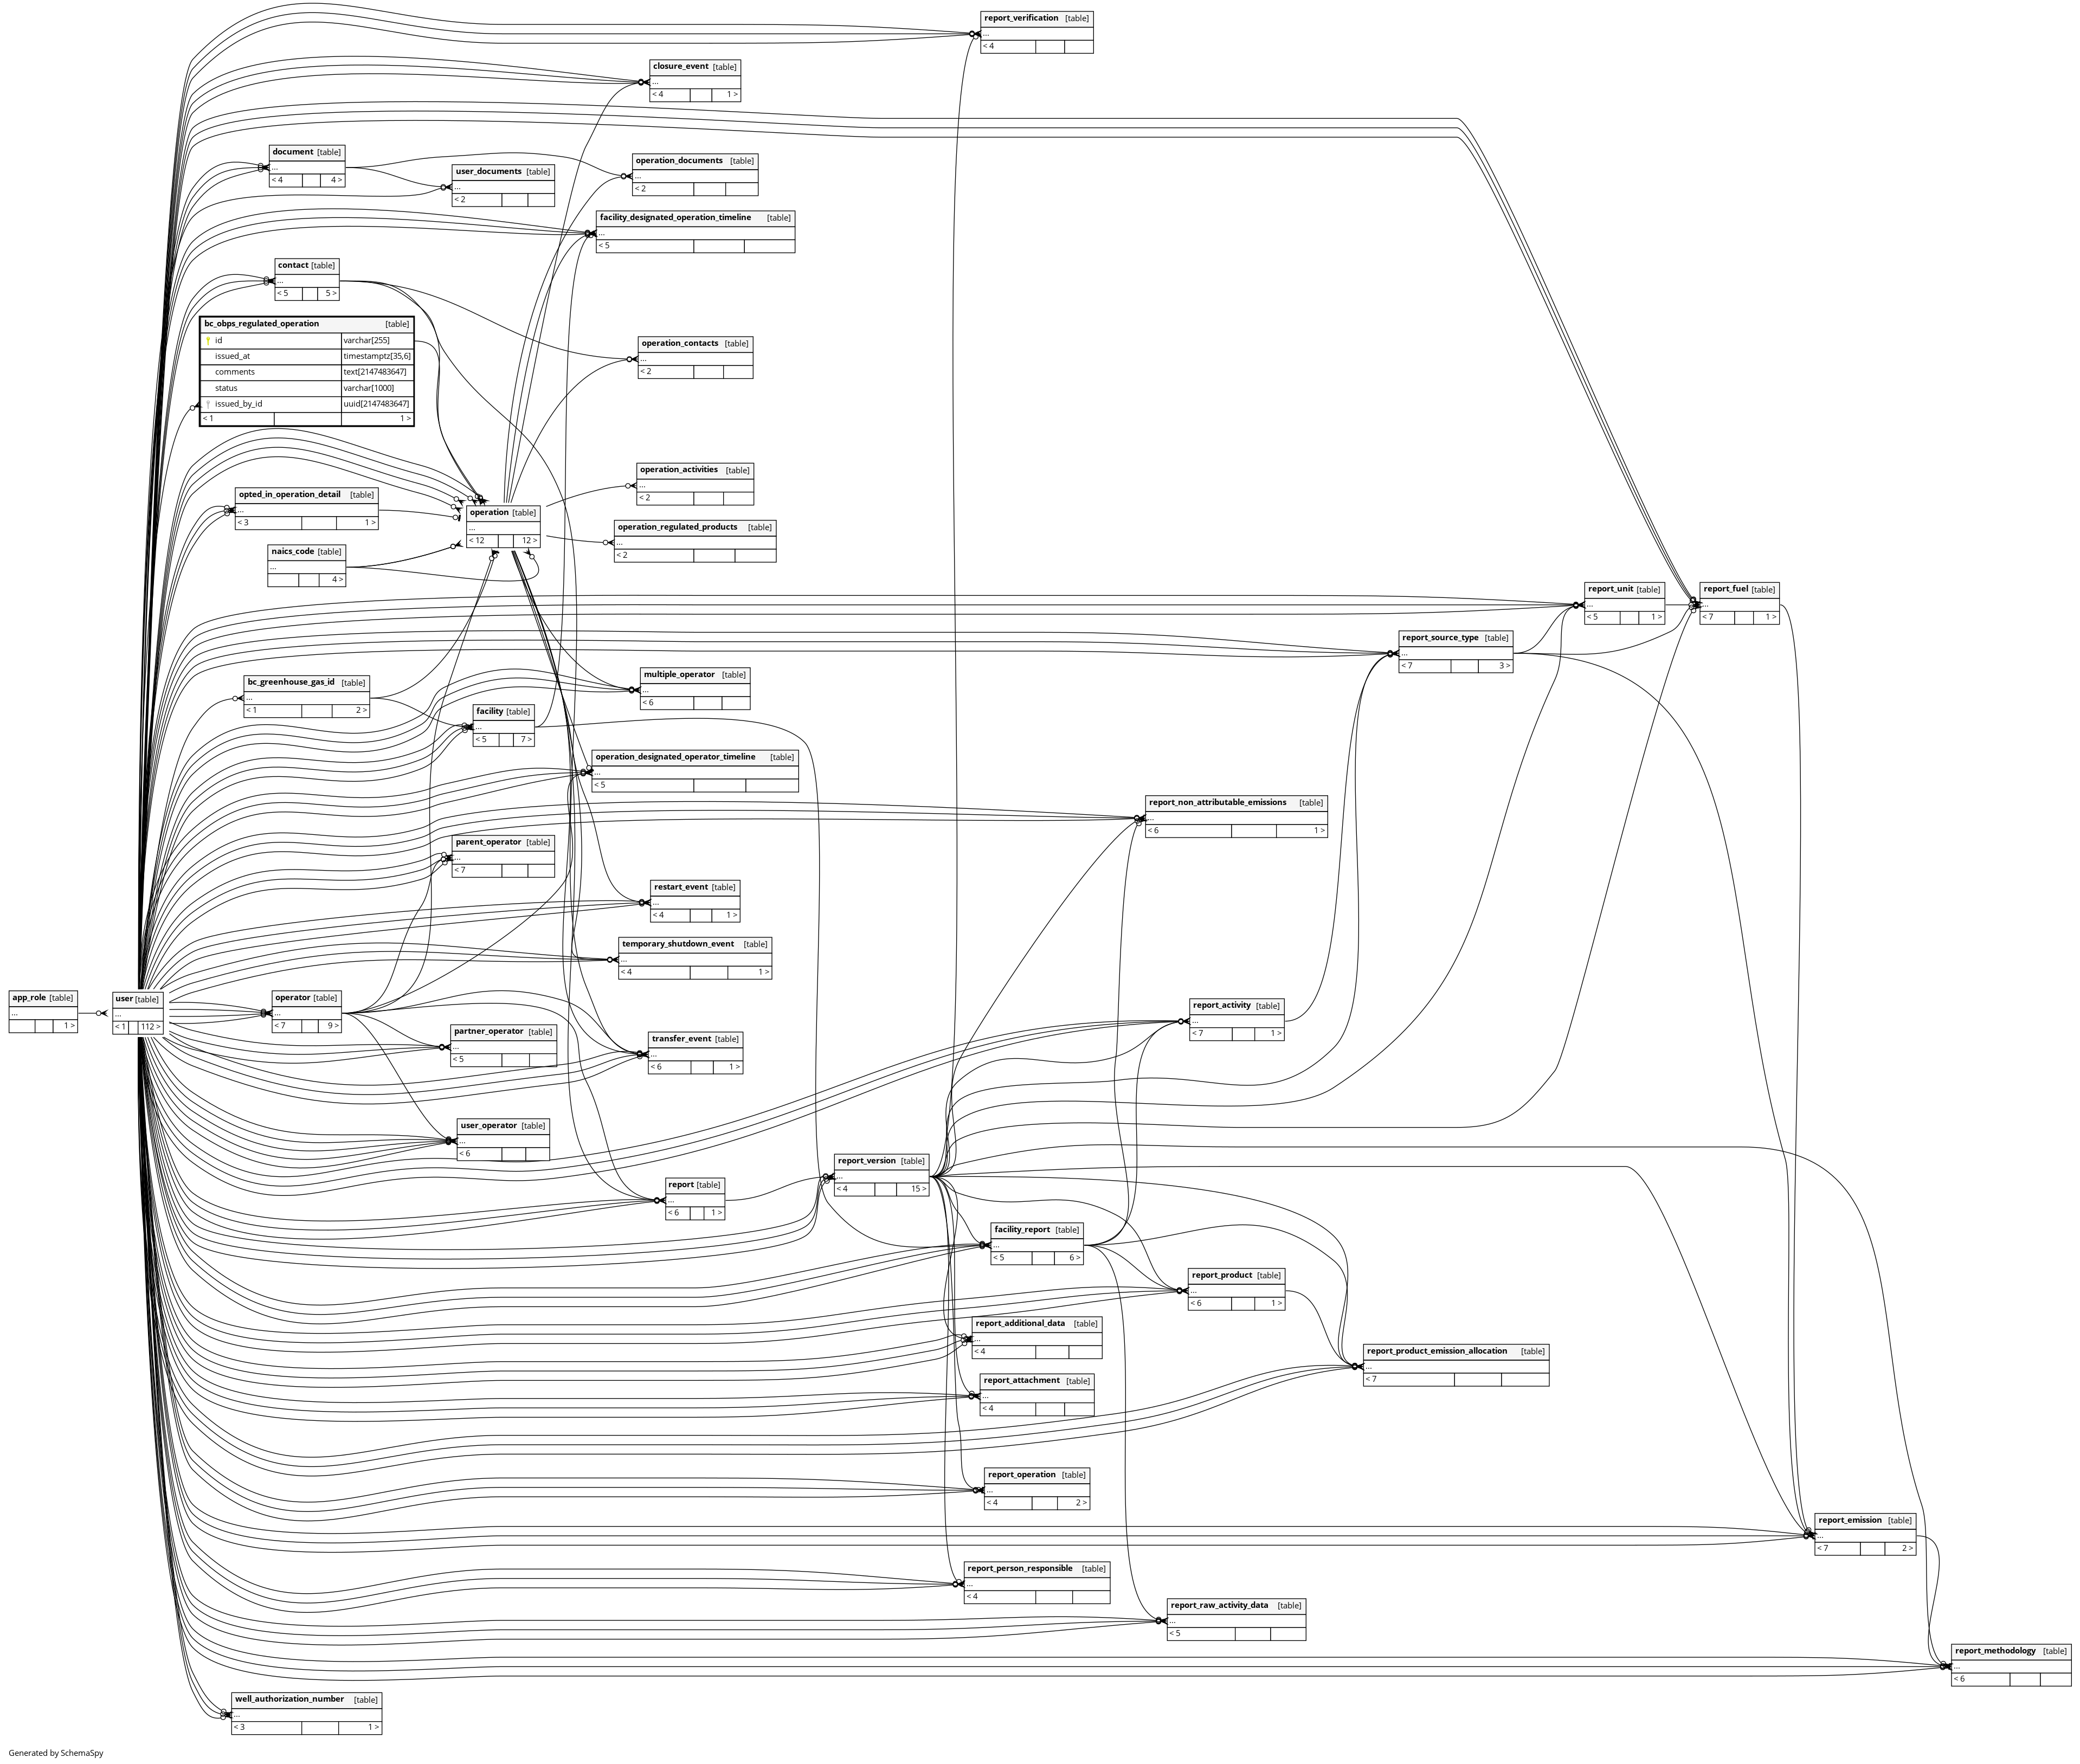 report_verification [table]
...
< 4
closure_event [table]
...
< 4 1 >
document [table]
...
< 4 4 >
operation_documents [table]
...
< 2
user_documents [table]
...
< 2
facility_designated_operation_timeline [table]
...
< 5
contact [table]
...
< 5 5 >
bc_obps_regulated_operation [table]
id varchar[255]
issued_at timestamptz[35,6]
comments text[2147483647]
status varchar[1000]
issued_by_id uuid[2147483647]
< 1 1 >
operation_contacts [table]
...
< 2
operation_activities [table]
...
< 2
opted_in_operation_detail [table]
...
< 3 1 >
operation [table]
...
< 12 12 >
operation_regulated_products [table]
...
< 2
naics_code [table]
...
4 >
report_unit [table]
...
< 5 1 >
report_fuel [table]
...
< 7 1 >
report_source_type [table]
...
< 7 3 >
multiple_operator [table]
...
< 6
bc_greenhouse_gas_id [table]
...
< 1 2 >
facility [table]
...
< 5 7 >
operation_designated_operator_timeline [table]
...
< 5
report_non_attributable_emissions [table]
...
< 6 1 >
parent_operator [table]
...
< 7
restart_event [table]
...
< 4 1 >
temporary_shutdown_event [table]
...
< 4 1 >
app_role [table]
...
1 >
user [table]
...
< 1 112 >
operator [table]
...
< 7 9 >
report_activity [table]
...
< 7 1 >
partner_operator [table]
...
< 5
transfer_event [table]
...
< 6 1 >
user_operator [table]
...
< 6
report_version [table]
...
< 4 15 >
report [table]
...
< 6 1 >
facility_report [table]
...
< 5 6 >
report_product [table]
...
< 6 1 >
report_additional_data [table]
...
< 4
report_product_emission_allocation [table]
...
< 7
report_attachment [table]
...
< 4
report_operation [table]
...
< 4 2 >
report_emission [table]
...
< 7 2 >
report_person_responsible [table]
...
< 4
report_raw_activity_data [table]
...
< 5
report_methodology [table]
...
< 6
well_authorization_number [table]
...
< 3 1 >
Generated by SchemaSpy